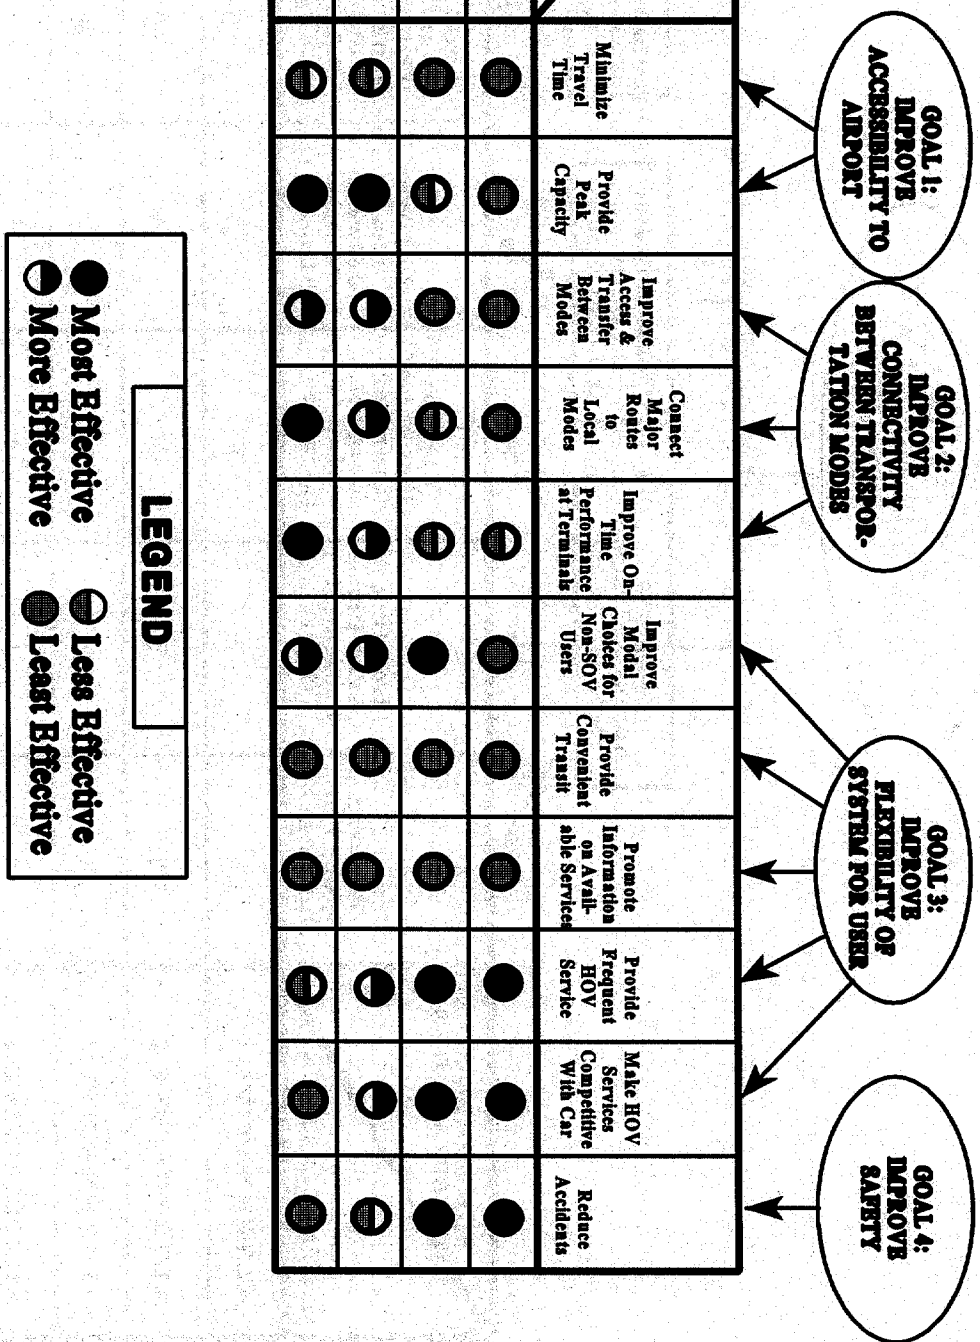 GOAL 1:
IMPROVE
ACCESSIBILITY TO
AIRPORT
GOAL 2:
IMPROVE
CONNECTIVITY
BETWEEN TRANSPOR-
TATION MODES
GOAL 3:
IMPROVE
FLEXIBILITY OF
SYSTEM FOR USER
GOAL 4:
IMPROVE
SAFETY
Minimize
Travel
Time
Provide
Peak
Capacity
Improve
Access &
Transfer
Between
Modes
Connect
Major
Routes
to
Local
Modes
Improve On-
Time
Performance
at Terminals
Improve
Modal
Choices for
Non-SOV
Users
Provide
Convenient
Transit
Promote
Information
on Avail-
able Services
Provide
Frequent
HOV
Service
Make HOV
Services
Competitive
With Car
Reduce
Accidents
LEGEND
Most Effective
Less Effective
More Effective
Least Effective